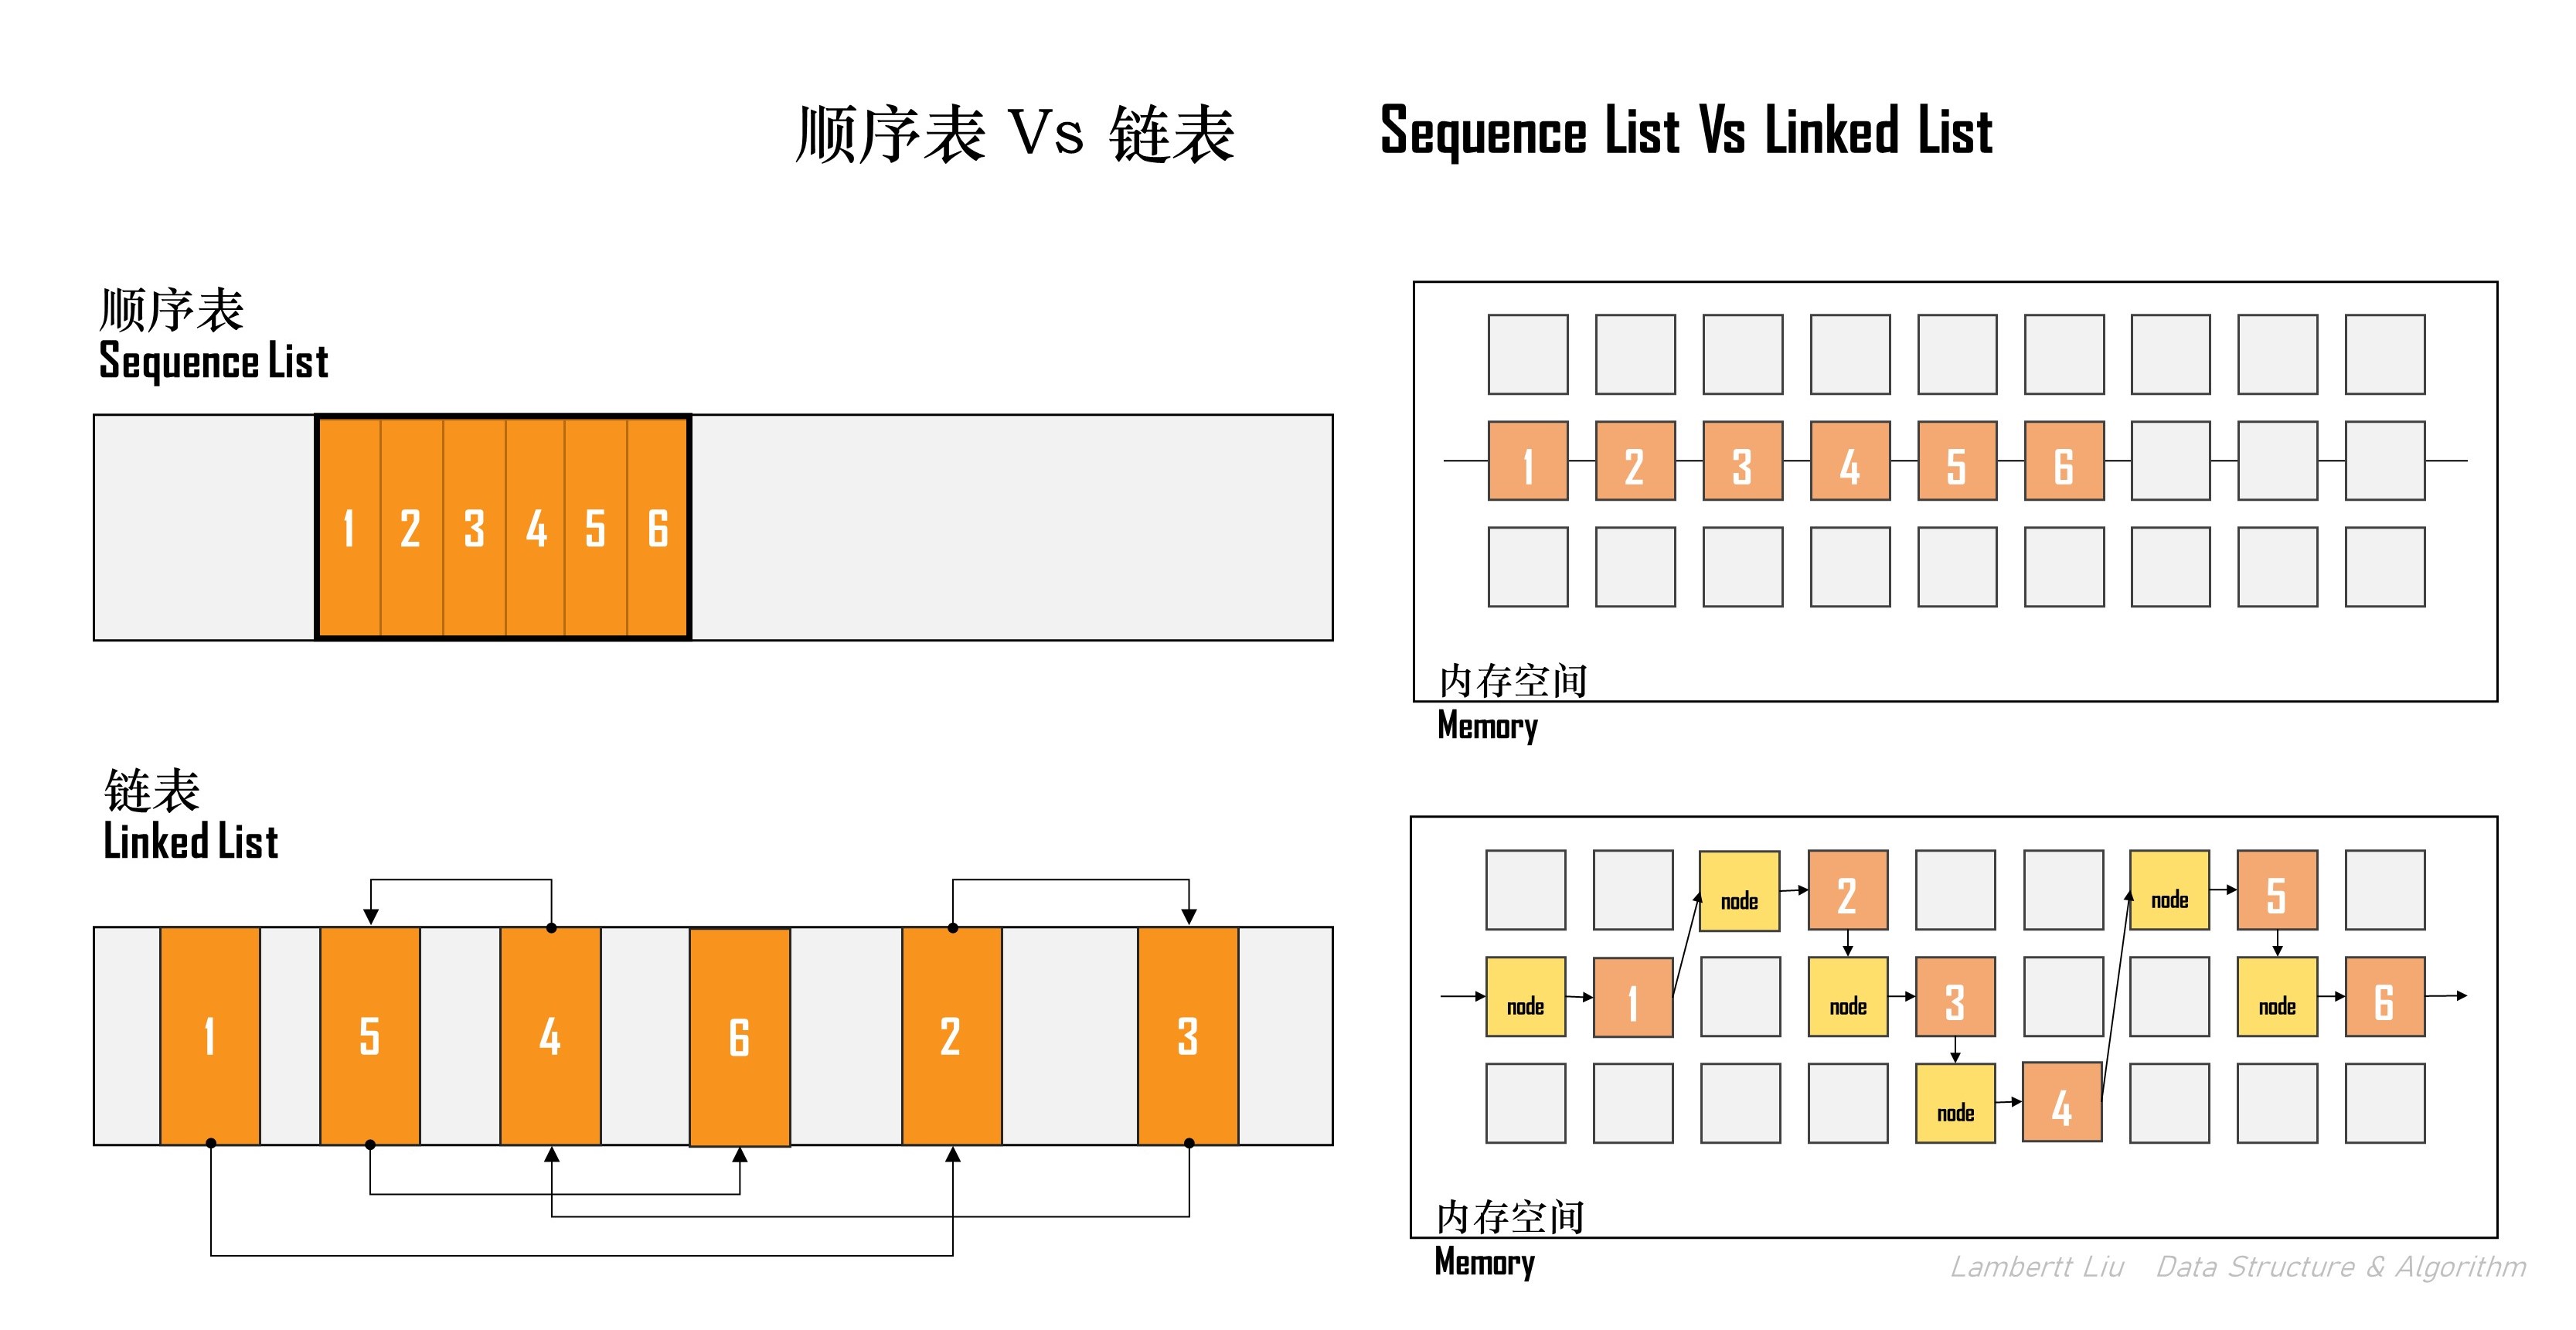 顺序表 Vs 链表 Sequence List Vs Linked List
顺序表
Sequence List
1 2 3 4 5 6
1 2 3 4 5 6
内存空间
Memory
链表
Linked List
1 5 4 6 2 3
node 2 node 5
node 1 node 3 node 6
node 4
内存空间
Memory
Lambertt Liu Data Structure & Algorithm